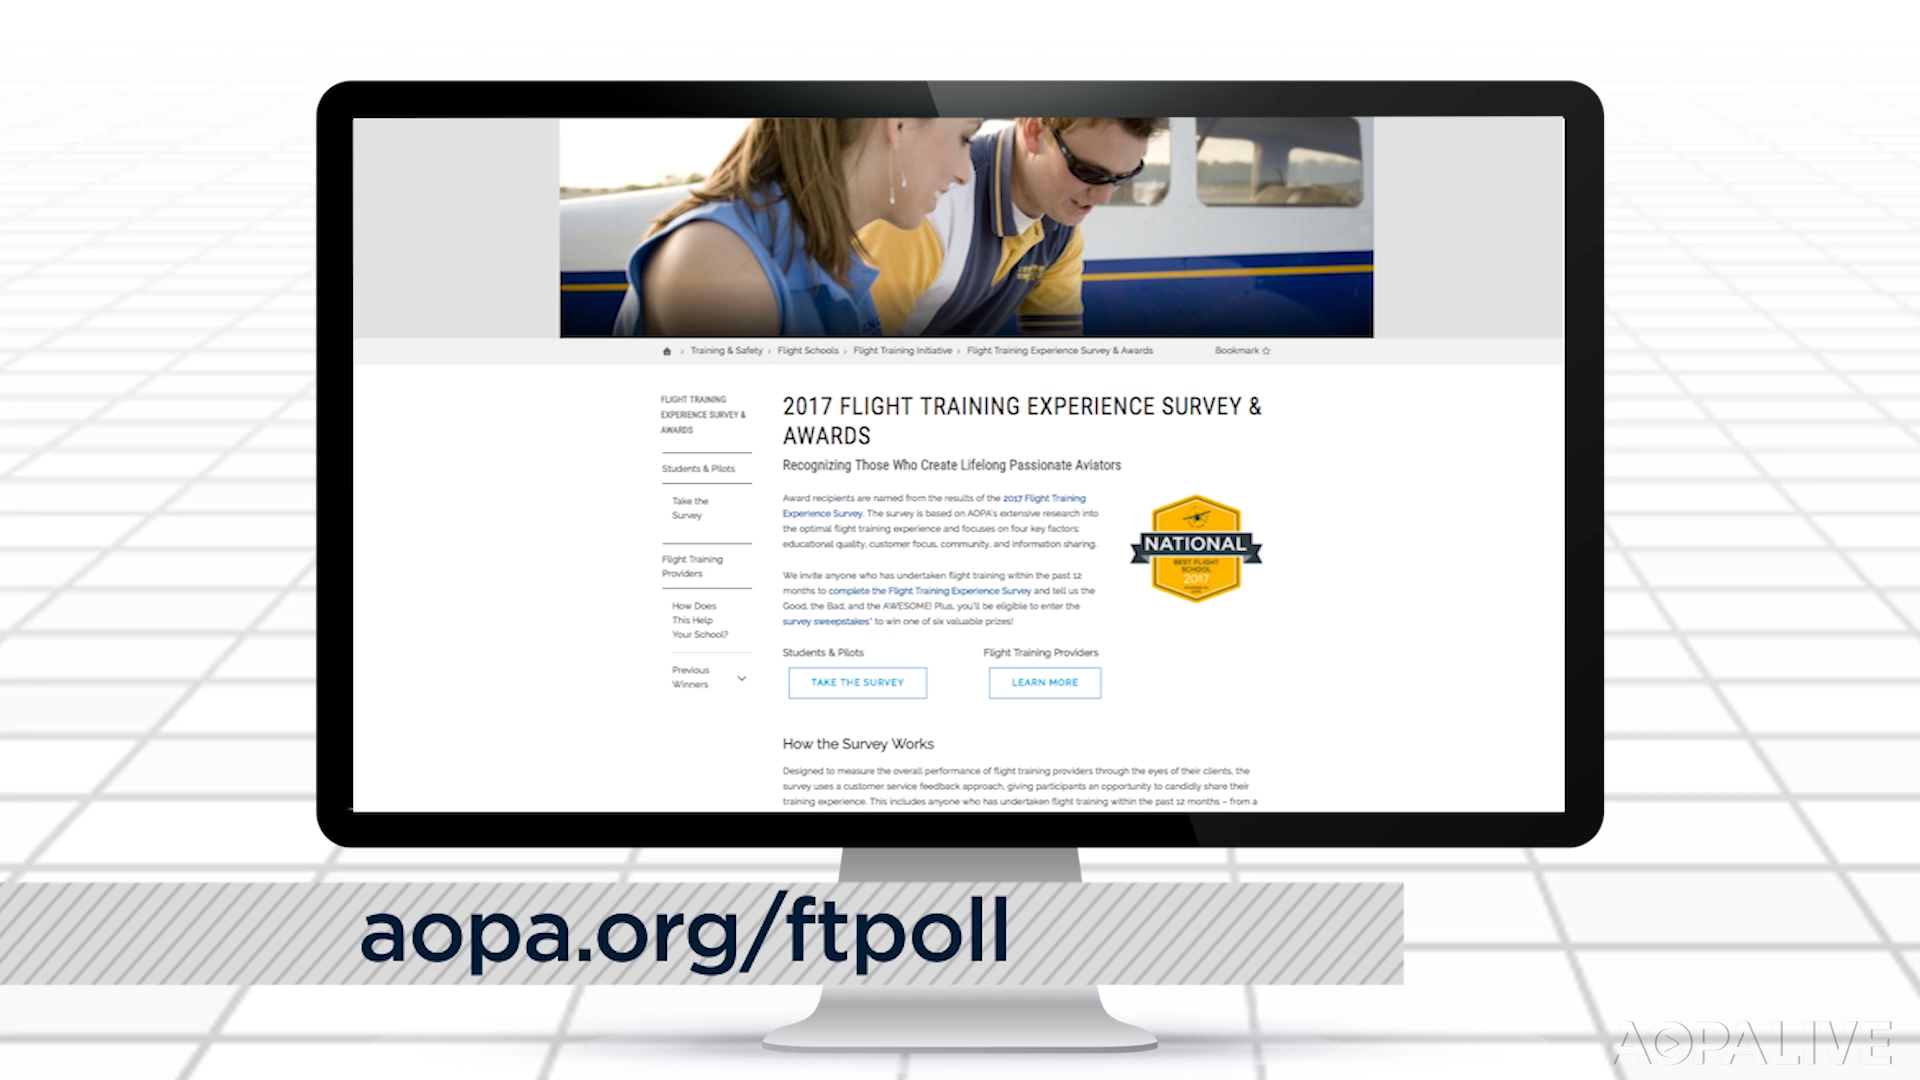 Training & Safety › Flight Schools › Flight Training Initiative › Flight Training Experience Survey & Awards
Bookmark
FLIGHT TRAINING
EXPERIENCE SURVEY &
AWARDS
Students & Pilots
Take the
Survey
Flight Training
Providers
How Does
This Help
Your School?
Previous
Winners
2017 FLIGHT TRAINING EXPERIENCE SURVEY &
AWARDS
Recognizing Those Who Create Lifelong Passionate Aviators
Award recipients are named from the results of the 2017 Flight Training
Experience Survey. The survey is based on AOPA's extensive research into
the optimal flight training experience and focuses on four key factors:
educational quality, customer focus, community, and information sharing.
We invite anyone who has undertaken flight training within the past 12
months to complete the Flight Training Experience Survey and tell us the
Good, the Bad, and the AWESOME! Plus, you'll be eligible to enter the
survey sweepstakes* to win one of six valuable prizes!
NATIONAL
BEST FLIGHT
SCHOOL
2017
Students & Pilots
Flight Training Providers
TAKE THE SURVEY
LEARN MORE
How the Survey Works
Designed to measure the overall performance of flight training providers through the eyes of their clients, the
survey uses a customer service feedback approach, giving participants an opportunity to candidly share their
training experience. This includes anyone who has undertaken flight training within the past 12 months – from a
aopa.org/ftpoll
AOPALIVE